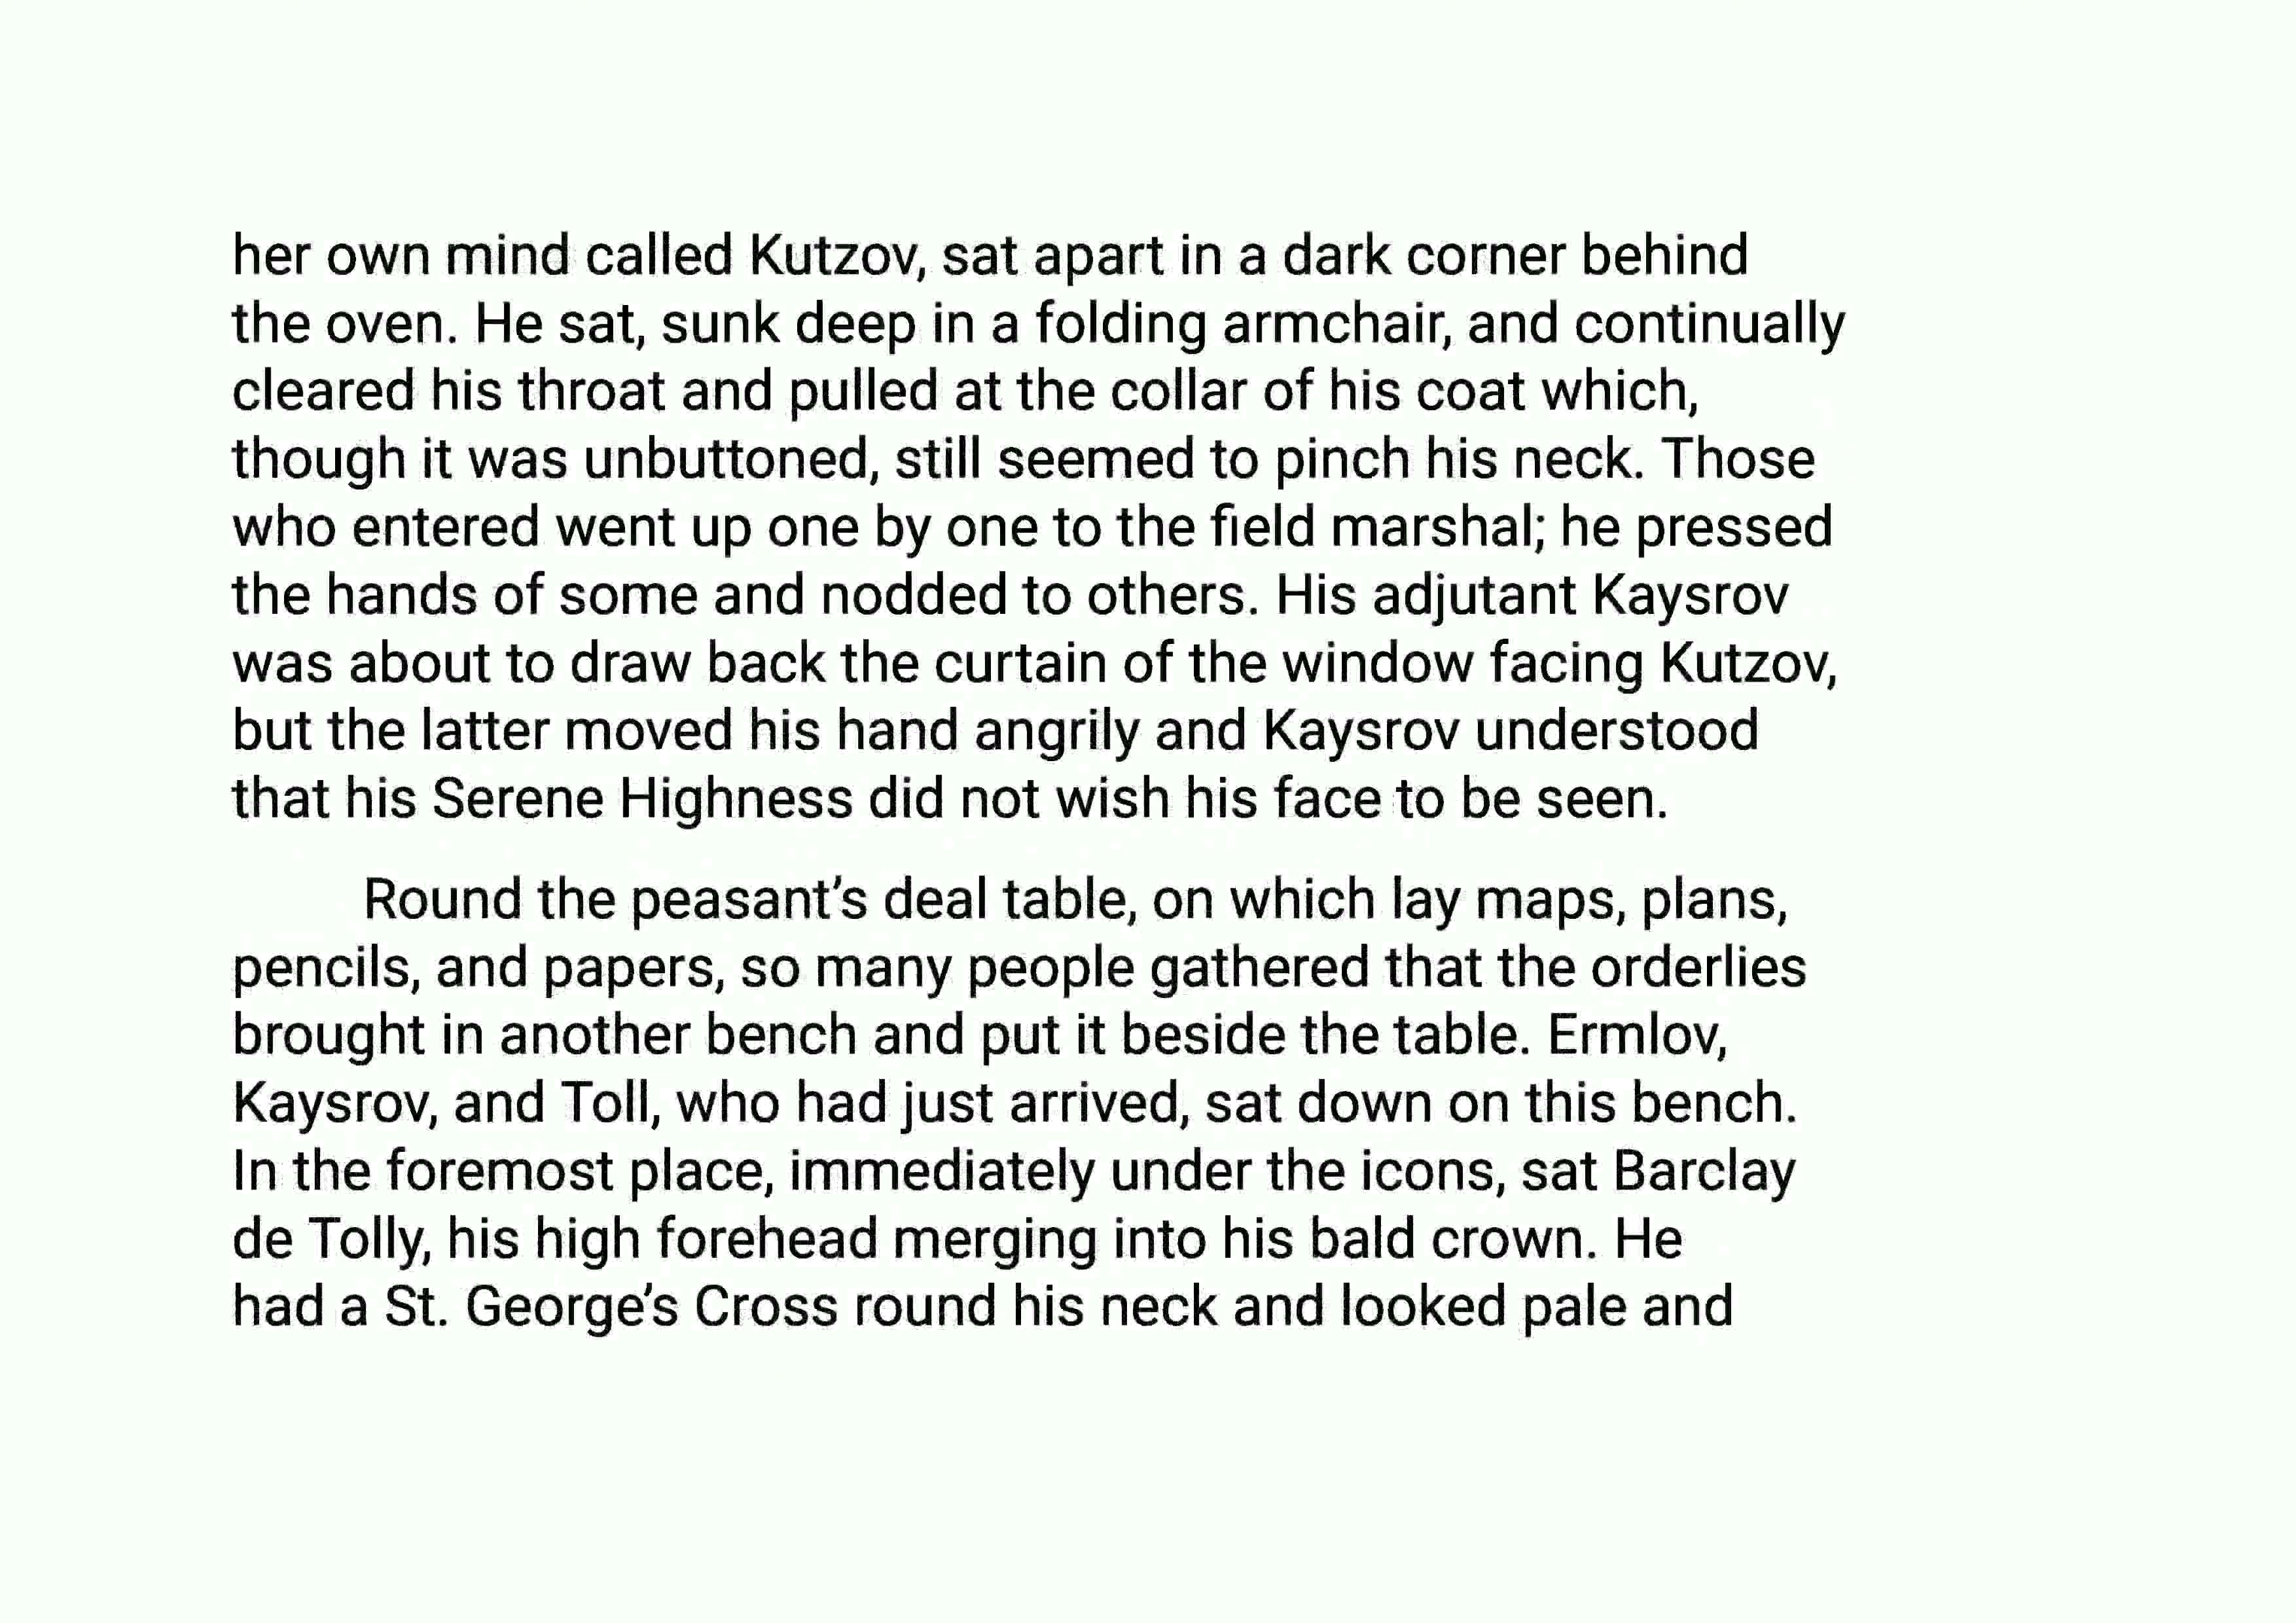 her own mind called Kutzov, sat apart in a dark corner behind
the oven. He sat, sunk deep in a folding armchair, and continually
cleared his throat and pulled at the collar of his coat which,
though it was unbuttoned, still seemed to pinch his neck. Those
who entered went up one by one to the field marshal; he pressed
the hands of some and nodded to others. His adjutant Kaysrov
was about to draw back the curtain of the window facing Kutzov,
but the latter moved his hand angrily and Kaysrov understood
that his Serene Highness did not wish his face to be seen.
Round the peasant’s deal table, on which lay maps, plans,
pencils, and papers, so many people gathered that the orderlies
brought in another bench and put it beside the table. Ermlov,
Kaysrov, and Toll, who had just arrived, sat down on this bench.
In the foremost place, immediately under the icons, sat Barclay
de Tolly, his high forehead merging into his bald crown. He
had a St. George’s Cross round his neck and looked pale and